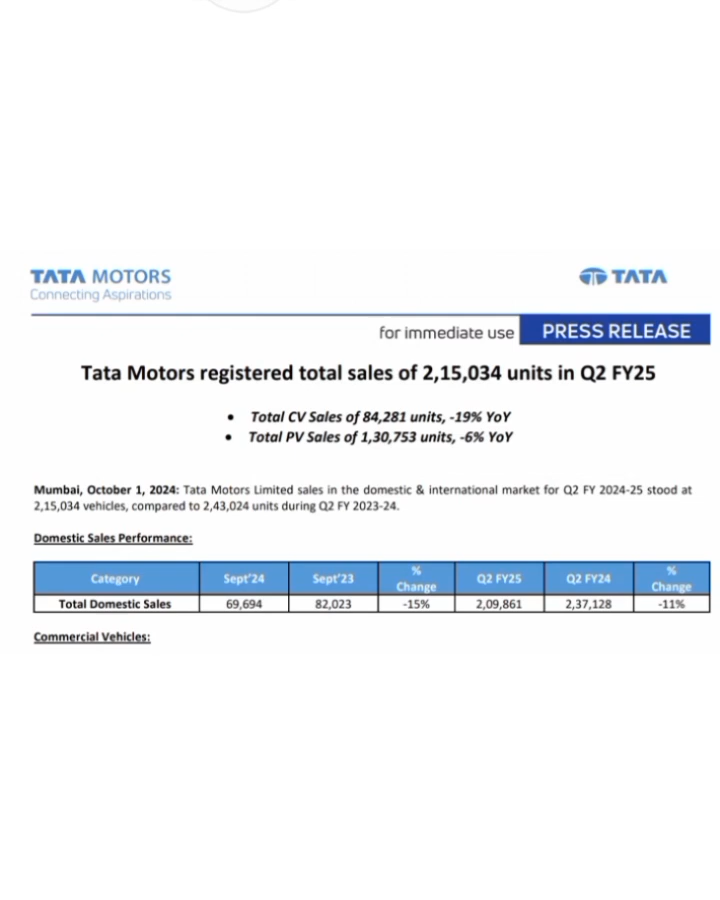 TATA MOTORS
Connecting Aspirations
TATA
for immediate use
PRESS RELEASE
Tata Motors registered total sales of 2,15,034 units in Q2 FY25
• Total CV Sales of 84,281 units, -19% YoY
• Total PV Sales of 1,30,753 units, -6% YoY
Mumbai, October 1, 2024: Tata Motors Limited sales in the domestic & international market for Q2 FY 2024-25 stood at
2,15,034 vehicles, compared to 2,43,024 units during Q2 FY 2023-24.
Domestic Sales Performance:
Category Sept'24 Sept'23 % Change Q2 FY25 Q2 FY24 % Change
Total Domestic Sales 69,694 82,023 -15% 2,09,861 2,37,128 -11%
Commercial Vehicles: